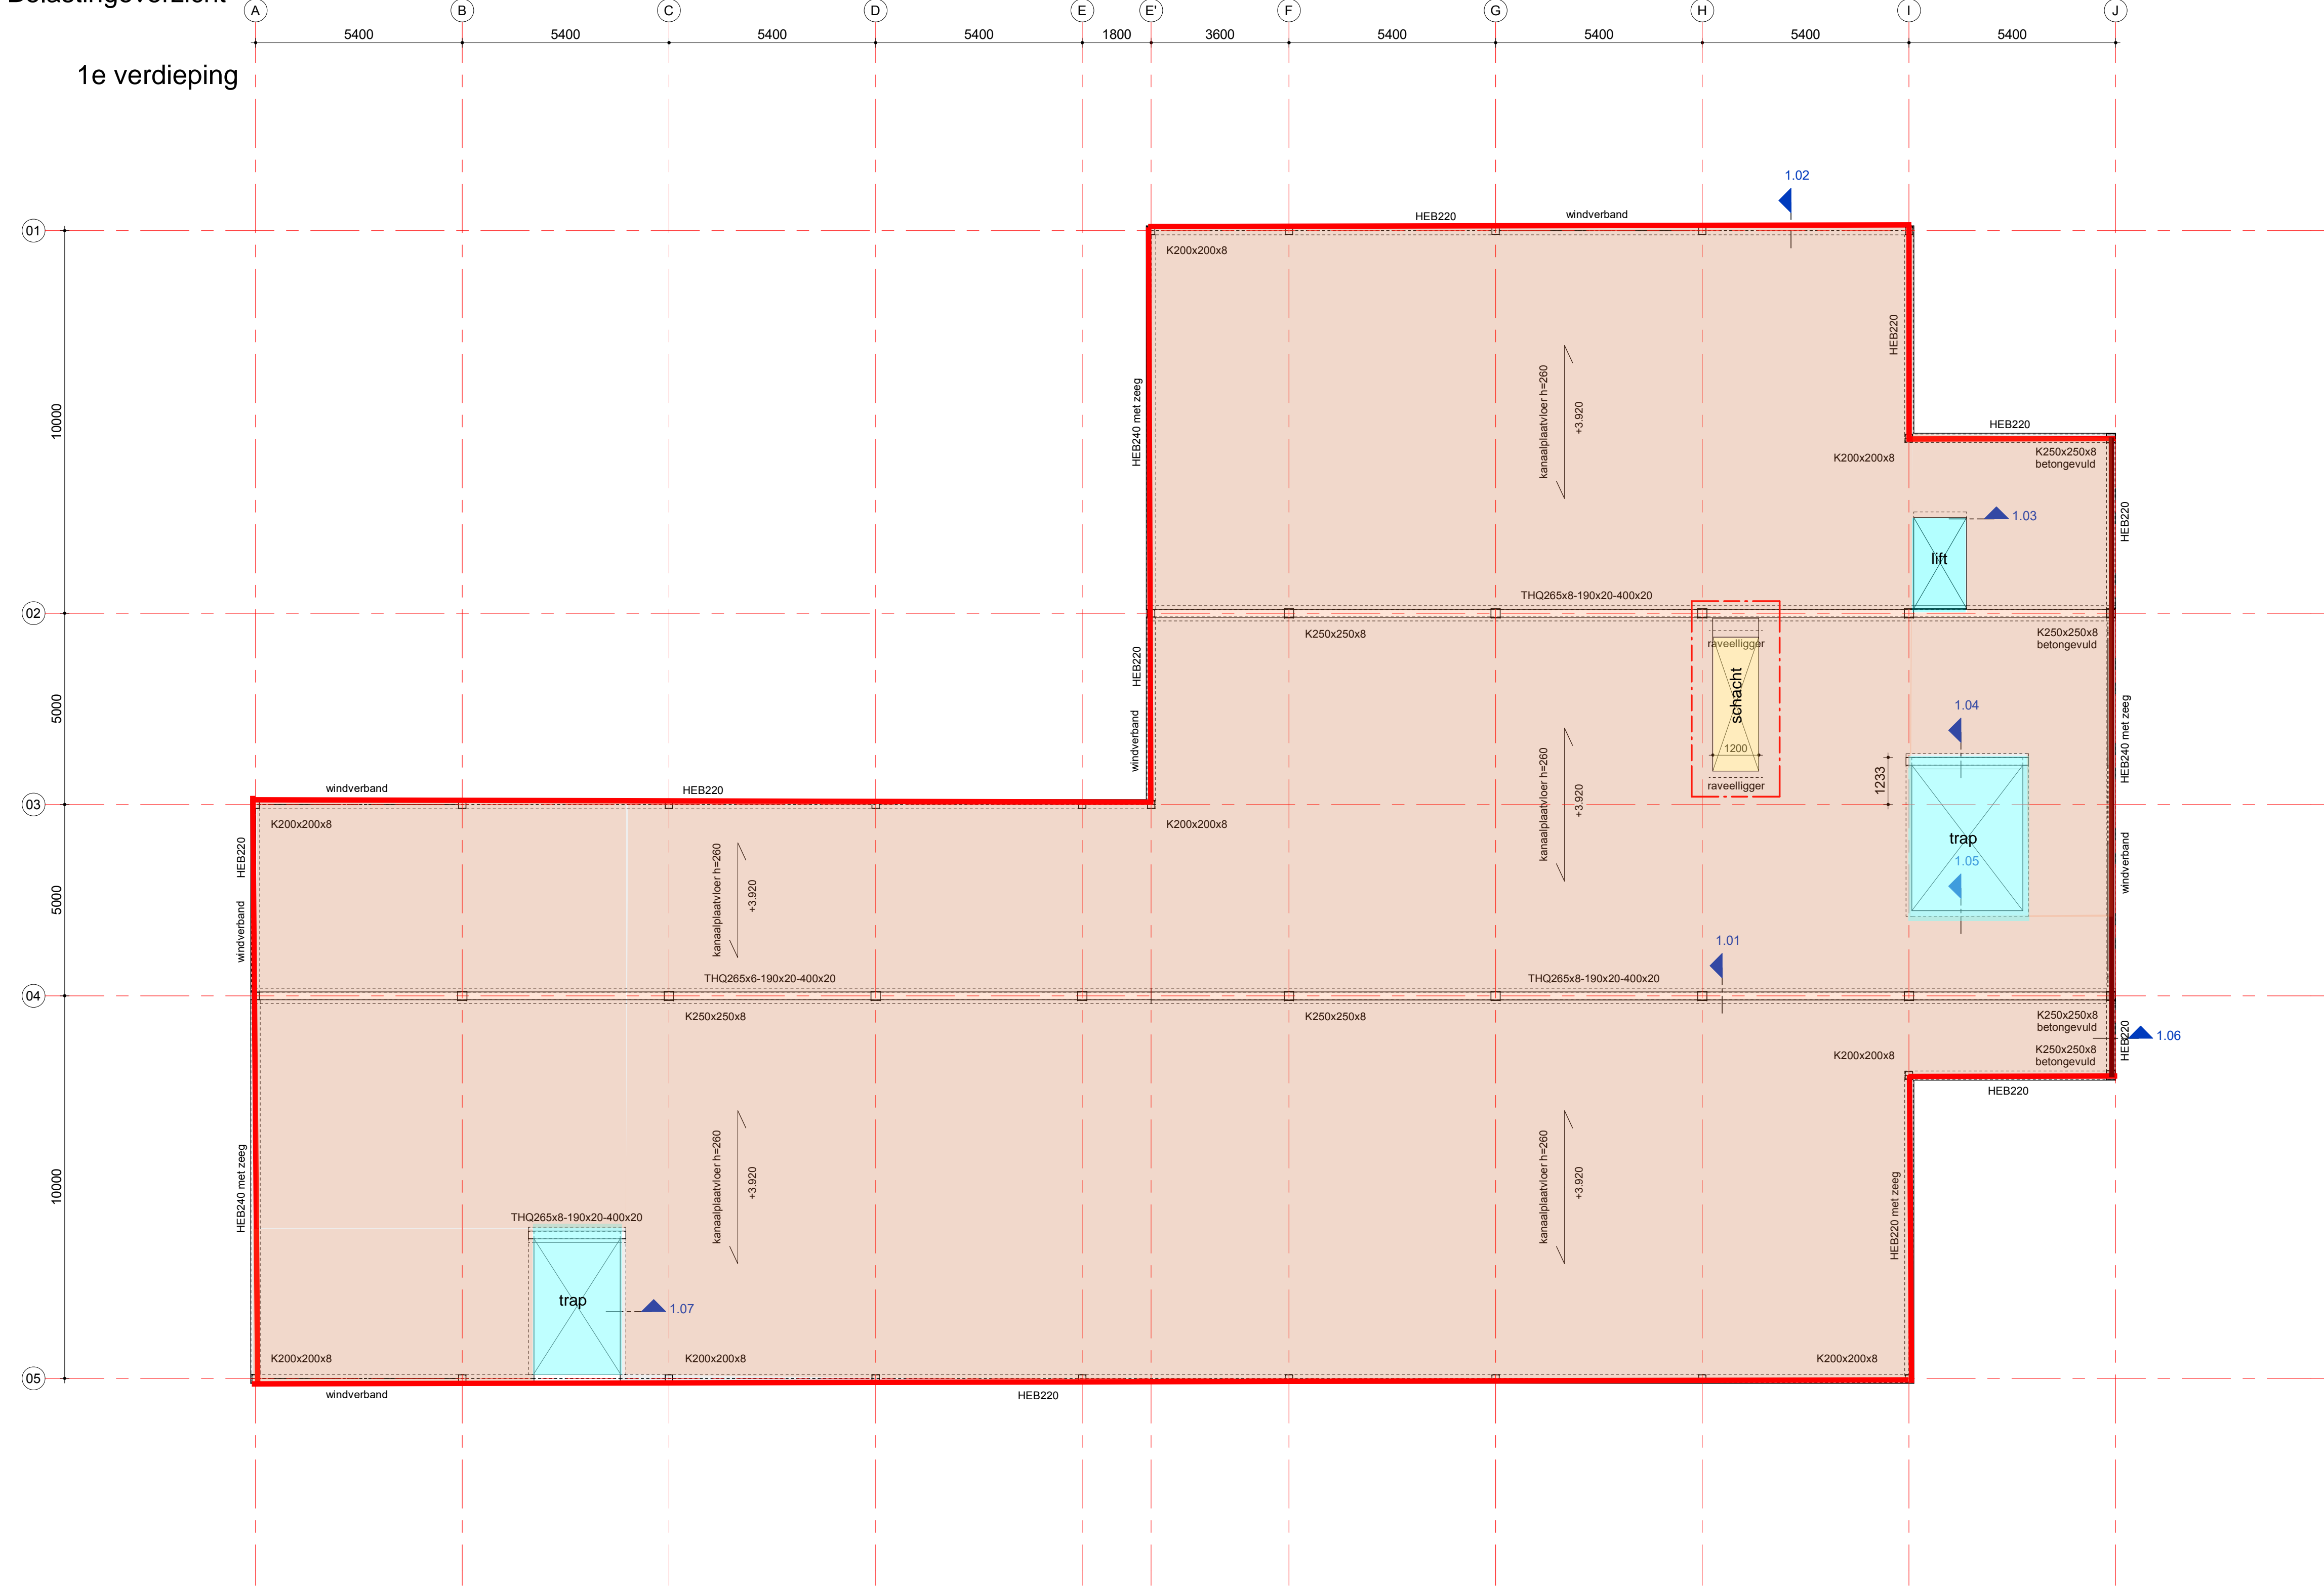 Belastingoverzicht
A B C D E E' F G H I J
5400 5400 5400 5400 1800 3600 5400 5400 5400 5400
1e verdieping
1.02
01
HEB220 windverband
K200x200x8
HEB220
HEB240 met zeeg
kanaalplaatvloer h=260
+3.920
10000
HEB220
K200x200x8
K250x250x8
betongevuld
HEB220
1.03
lift
THQ265x8-190x20-400x20
02
K250x250x8
K250x250x8
betongevuld
raveelligger
HEB220
schacht
5000
windverband
1.04
HEB240 met zeeg
1200
1233
raveelligger
kanaalplaatvloer h=260
+3.920
windverband
HEB220
03
K200x200x8
K200x200x8
trap
1.05
windverband
HEB220
kanaalplaatvloer h=260
+3.920
5000
windverband
1.01
THQ265x6-190x20-400x20
THQ265x8-190x20-400x20
04
K250x250x8
K250x250x8
K250x250x8
betongevuld
HEB220
1.06
K200x200x8
K250x250x8
betongevuld
HEB220
10000
HEB240 met zeeg
kanaalplaatvloer h=260
+3.920
kanaalplaatvloer h=260
+3.920
HEB220 met zeeg
THQ265x8-190x20-400x20
trap
1.07
K200x200x8
K200x200x8
K200x200x8
05
windverband
HEB220